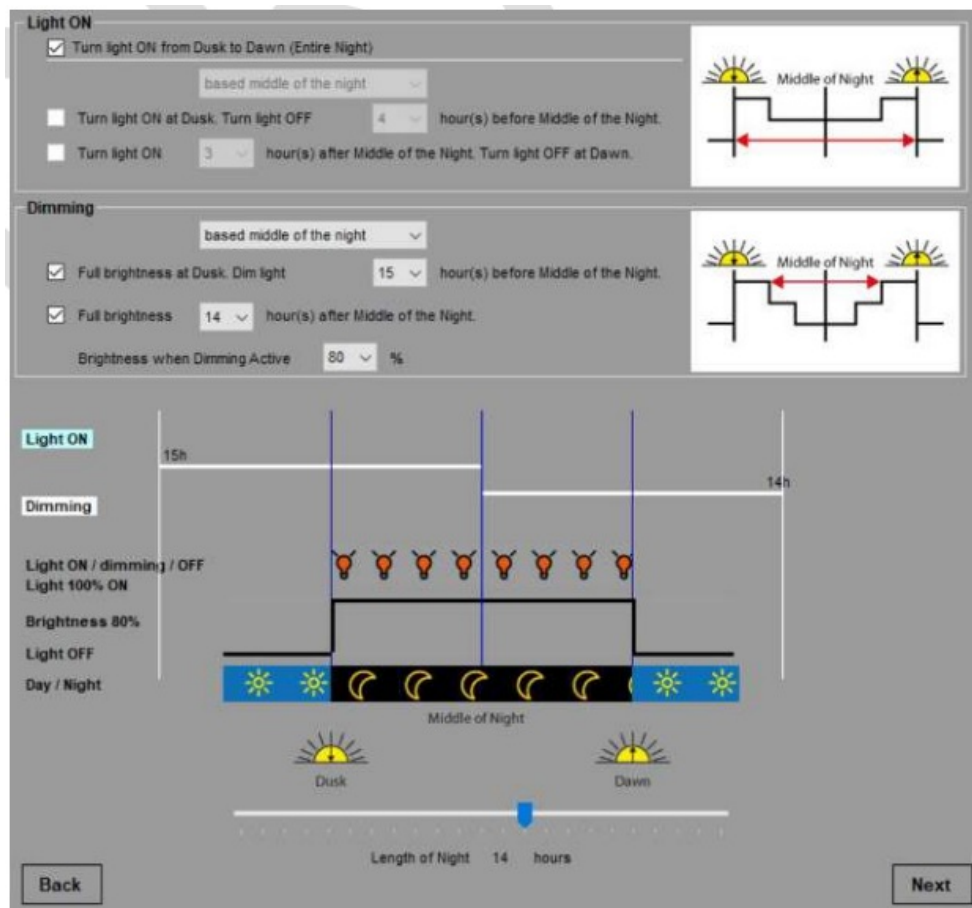 Light ON
Turn light ON from Dusk to Dawn (Entire Night)
based middle of the night
Turn light ON at Dusk. Turn light OFF 4 hour(s) before Middle of the Night.
Turn light ON 3 hour(s) after Middle of the Night. Turn light OFF at Dawn.
Middle of Night
Dimming
based middle of the night
Full brightness at Dusk. Dim light 15 hour(s) before Middle of the Night.
Full brightness 14 hour(s) after Middle of the Night.
Brightness when Dimming Active 80 %
Middle of Night
Light ON
15h
14h
Dimming
Light ON / dimming / OFF
Light 100% ON
Brightness 80%
Light OFF
Day / Night
Middle of Night
Dusk Dawn
Length of Night 14 hours
Back Next